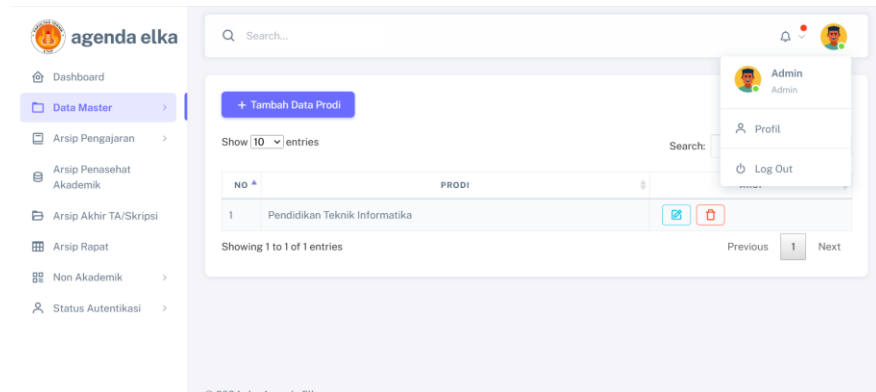 agenda elka
Search...
Dashboard
Data Master
Arsip Pengajaran
Arsip Penasehat
Akademik
Arsip Akhir TA/Skripsi
Arsip Rapat
Non Akademik
Status Autentikasi
Admin
Admin
Profil
Log Out
+ Tambah Data Prodi
Show 10 entries
Search:
NO PRODI
1 Pendidikan Teknik Informatika
Showing 1 to 1 of 1 entries
Previous 1 Next